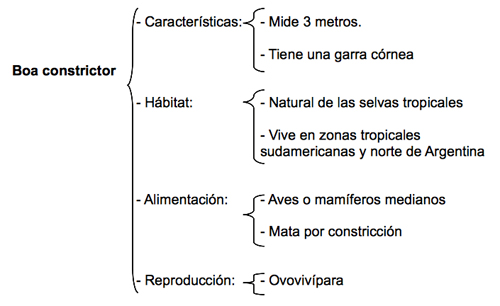 Boa constrictor
- Características:
- Mide 3 metros.
- Tiene una garra córnea
- Hábitat:
- Natural de las selvas tropicales
- Vive en zonas tropicales
sudamericanas y norte de Argentina
- Alimentación:
- Aves o mamíferos medianos
- Mata por constricción
- Reproducción:
- Ovovivípara